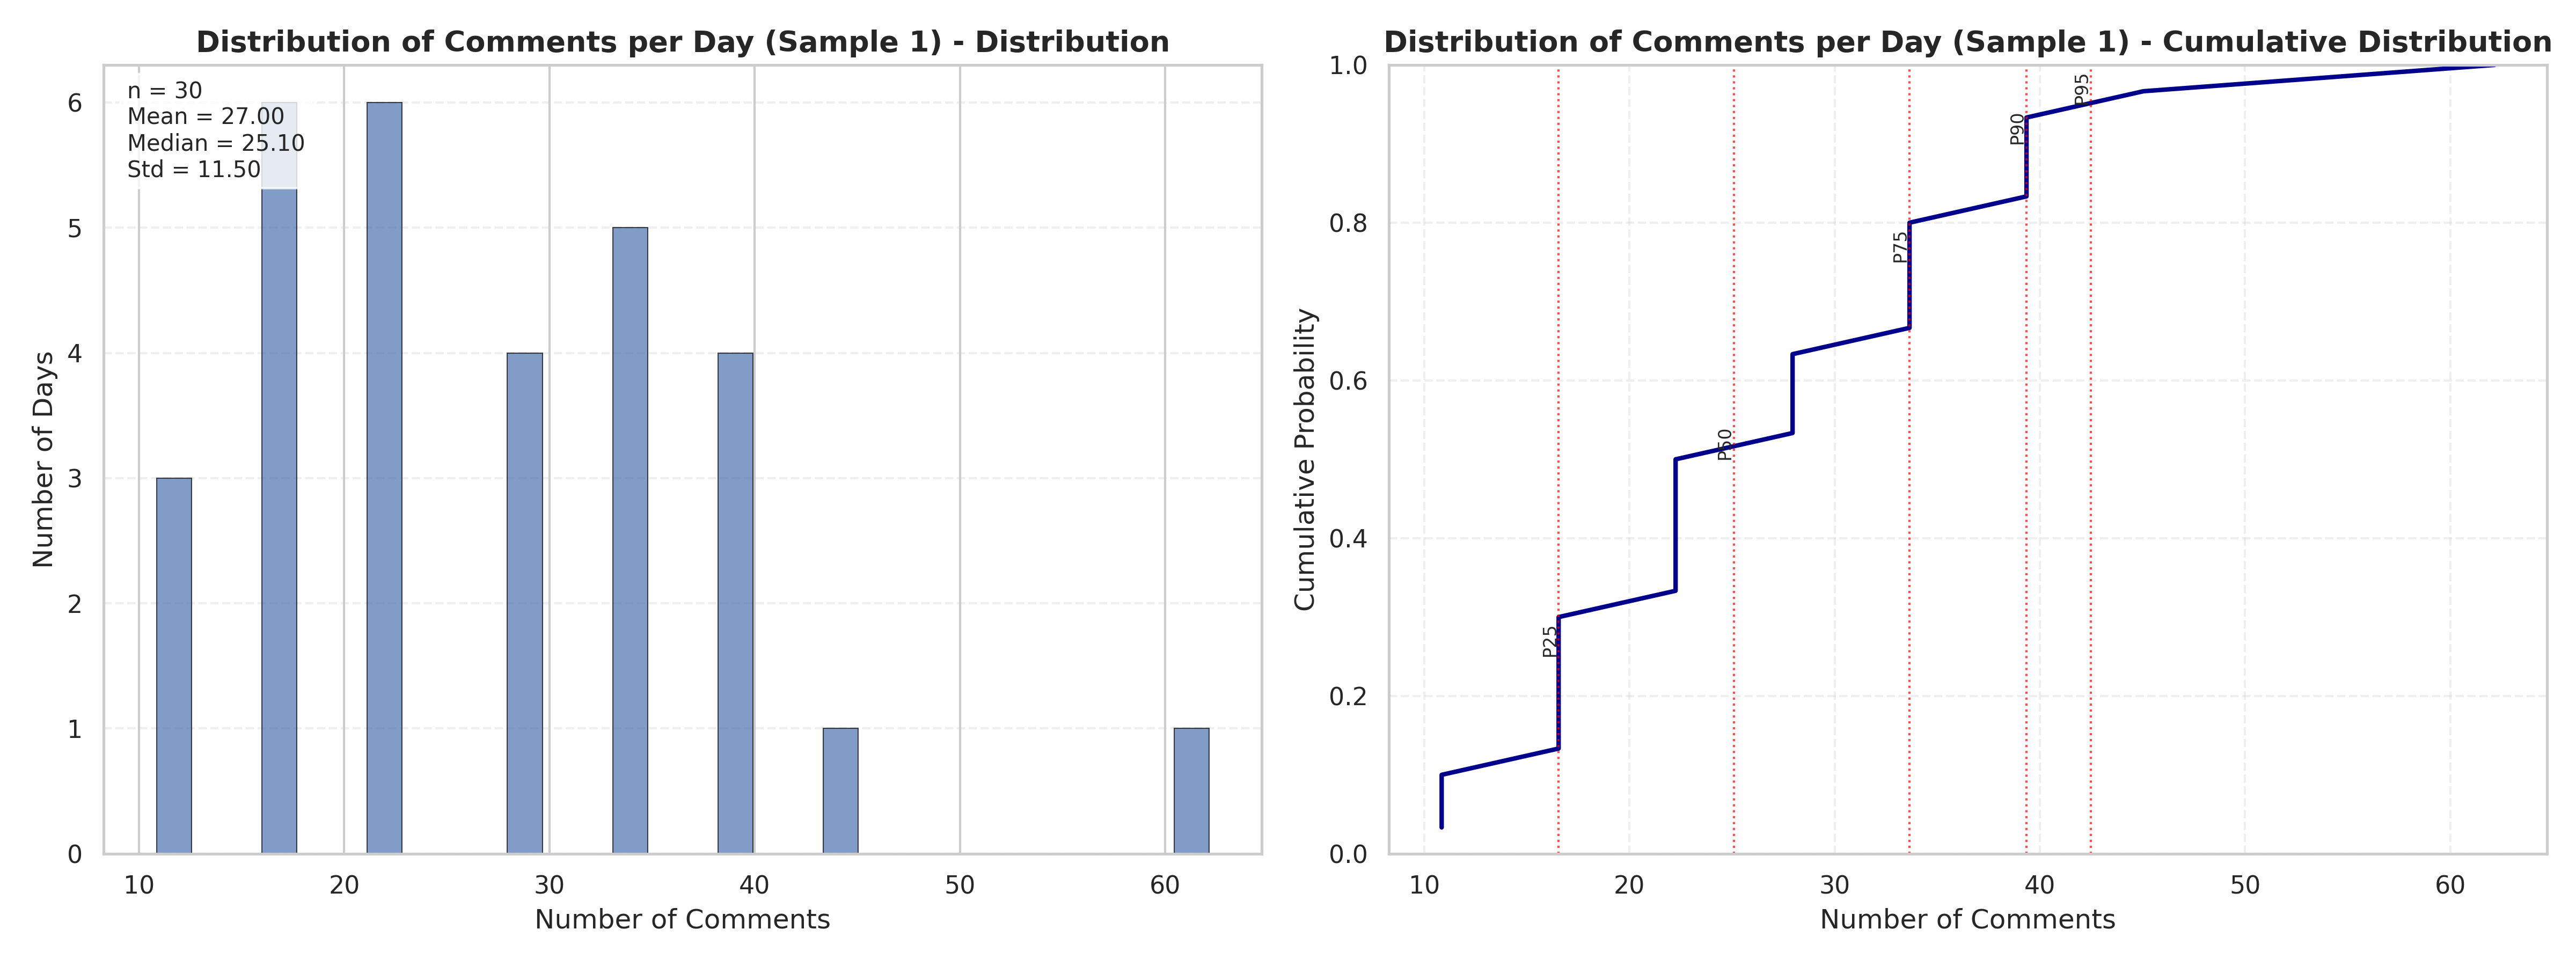 Distribution of Comments per Day (Sample 1) - Distribution
n = 30
Mean = 27.00
Median = 25.10
Std = 11.50
Number of Days
6
5
4
3
2
1
0
10 20 30 40 50 60
Number of Comments
Distribution of Comments per Day (Sample 1) - Cumulative Distribution
Cumulative Probability
1.0
0.8
0.6
0.4
0.2
0.0
P25
P50
P75
P90
P95
10 20 30 40 50 60
Number of Comments